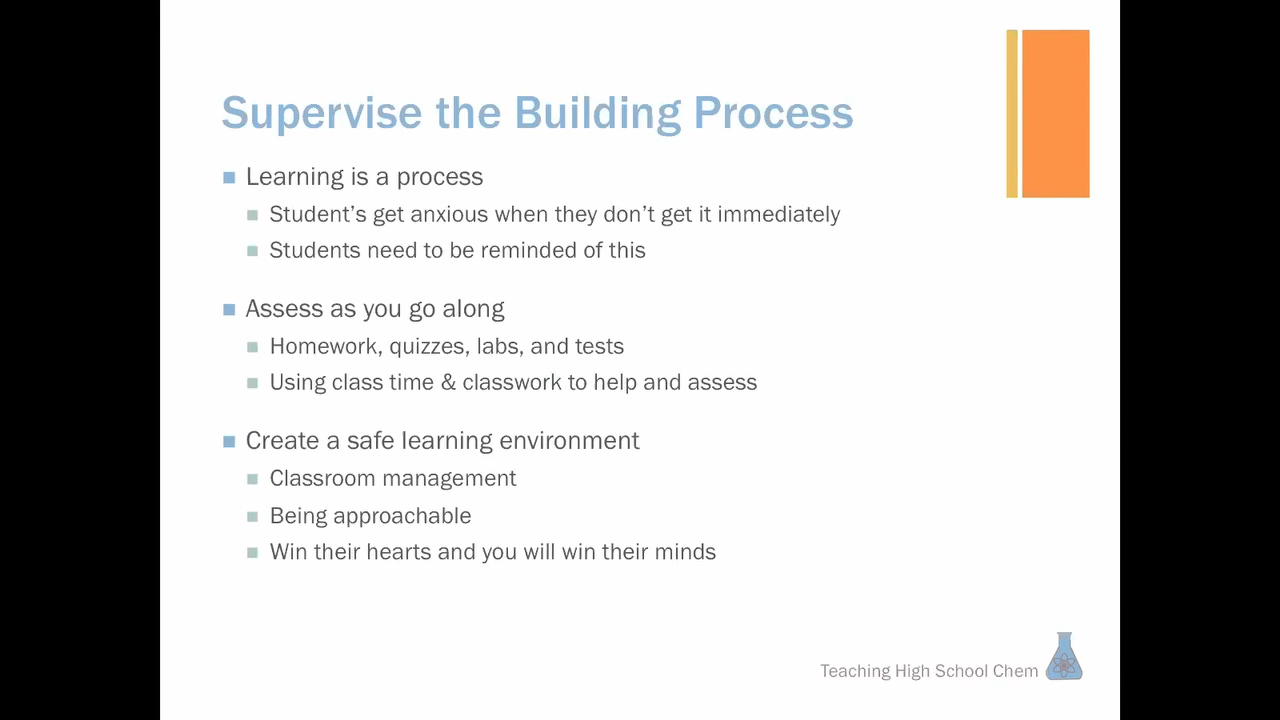 Supervise the Building Process
Learning is a process
Student's get anxious when they don't get it immediately
Students need to be reminded of this
Assess as you go along
Homework, quizzes, labs, and tests
Using class time & classwork to help and assess
Create a safe learning environment
Classroom management
Being approachable
Win their hearts and you will win their minds
Teaching High School Chem